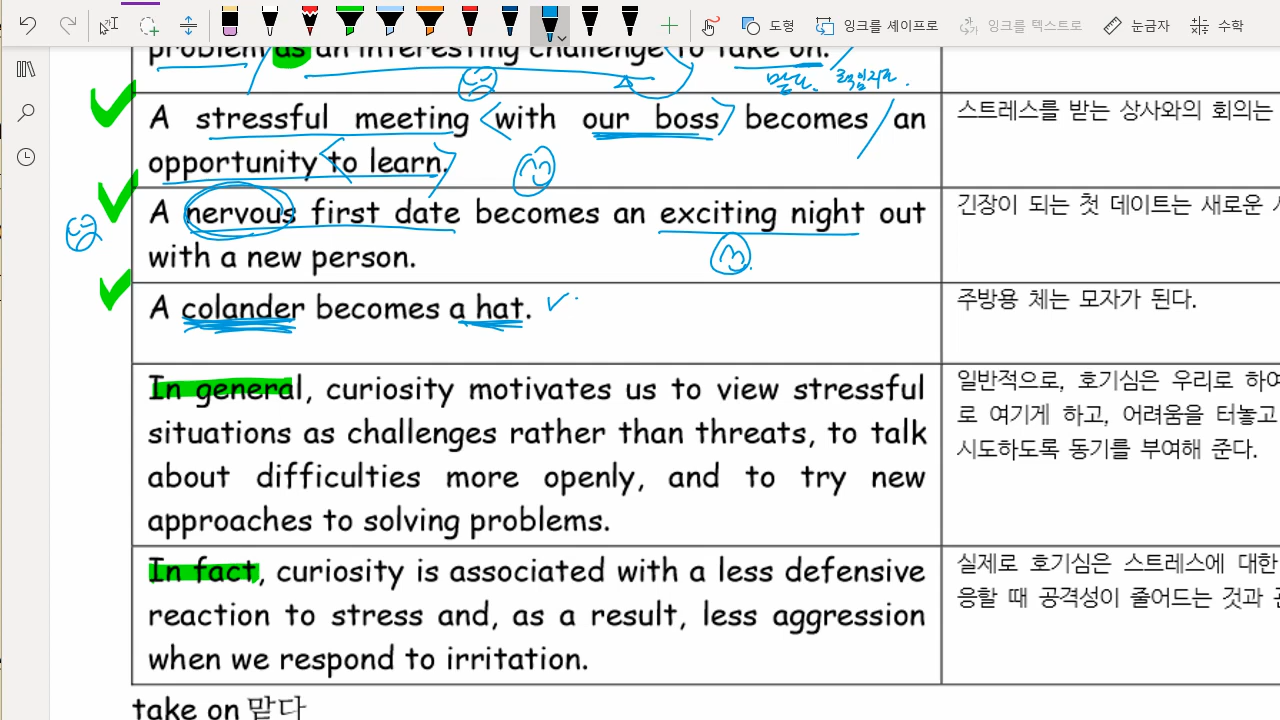 도형 잉크를 셰이프로 잉크를 텍스트로 눈금자 수학
problem as an interesting challenge to take on.
맡다. 책임지고.
A stressful meeting with our boss becomes an
opportunity to learn.
스트레스를 받는 상사와의 회의는
A nervous first date becomes an exciting night out
with a new person.
긴장이 되는 첫 데이트는 새로운
A colander becomes a hat.
주방용 체는 모자가 된다.
In general, curiosity motivates us to view stressful
situations as challenges rather than threats, to talk
about difficulties more openly, and to try new
approaches to solving problems.
일반적으로, 호기심은 우리로 하여
로 여기게 하고, 어려움을 터놓고
시도하도록 동기를 부여해 준다.
In fact, curiosity is associated with a less defensive
reaction to stress and, as a result, less aggression
when we respond to irritation.
실제로 호기심은 스트레스에 대한
응할 때 공격성이 줄어드는 것과
take on 맡다